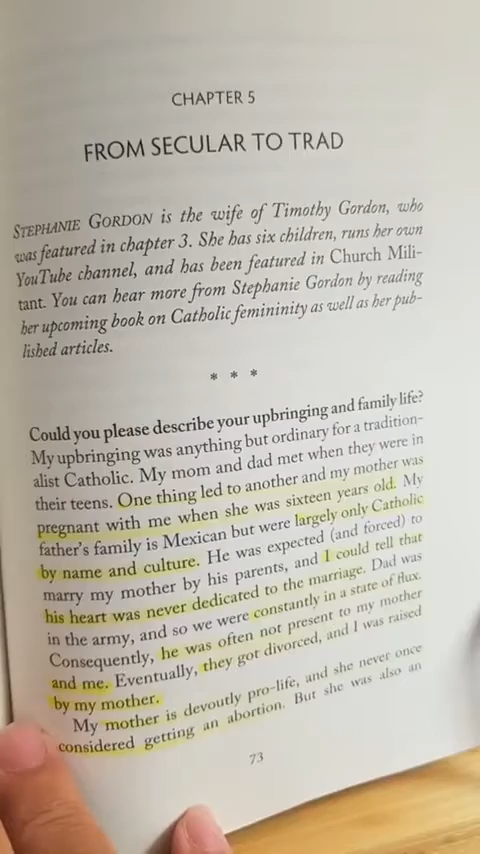 CHAPTER 5
FROM SECULAR TO TRAD
STEPHANIE GORDON is the wife of Timothy Gordon, who
was featured in chapter 3. She has six children, runs her own
YouTube channel, and has been featured in Church Mili-
tant. You can hear more from Stephanie Gordon by reading
her upcoming book on Catholic femininity as well as her pub-
lished articles.
* * *
Could you please describe your upbringing and family life?
My upbringing was anything but ordinary for a tradition-
alist Catholic. My mom and dad met when they were in
their teens. One thing led to another and my mother was
pregnant with me when she was sixteen years old. My
father's family is Mexican but were largely only Catholic
by name and culture. He was expected (and forced) to
marry my mother by his parents, and I could tell that
his heart was never dedicated to the marriage. Dad was
in the army, and so we were constantly in a state of flux.
Consequently, he was often not present to my mother
and me. Eventually, they got divorced, and I was raised
by my mother.
My mother is devoutly pro-life, and she never once
considered getting an abortion. But she was also an
73